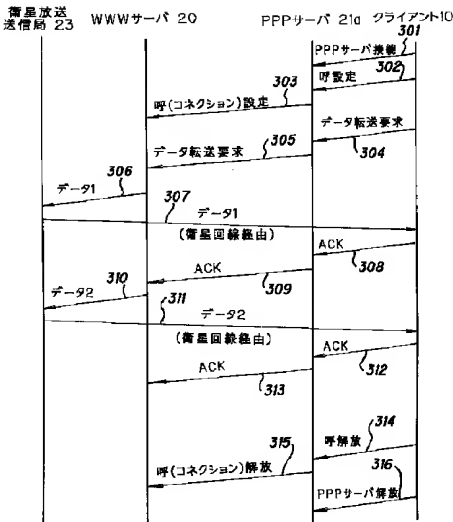 衛星放送
送信局 23
WWWサーバ 20
PPPサーバ 21a
クライアント10
301
PPPサーバ接続
302
呼設定
303
呼(コネクション)設定
データ転送要求
304
305
データ転送要求
306
データ1
307
データ1
(衛星回線経由)
ACK
308
ACK
309
310
データ2
311
データ2
(衛星回線経由)
ACK
312
ACK
313
314
呼解放
315
呼(コネクション)解放
316
PPPサーバ解放